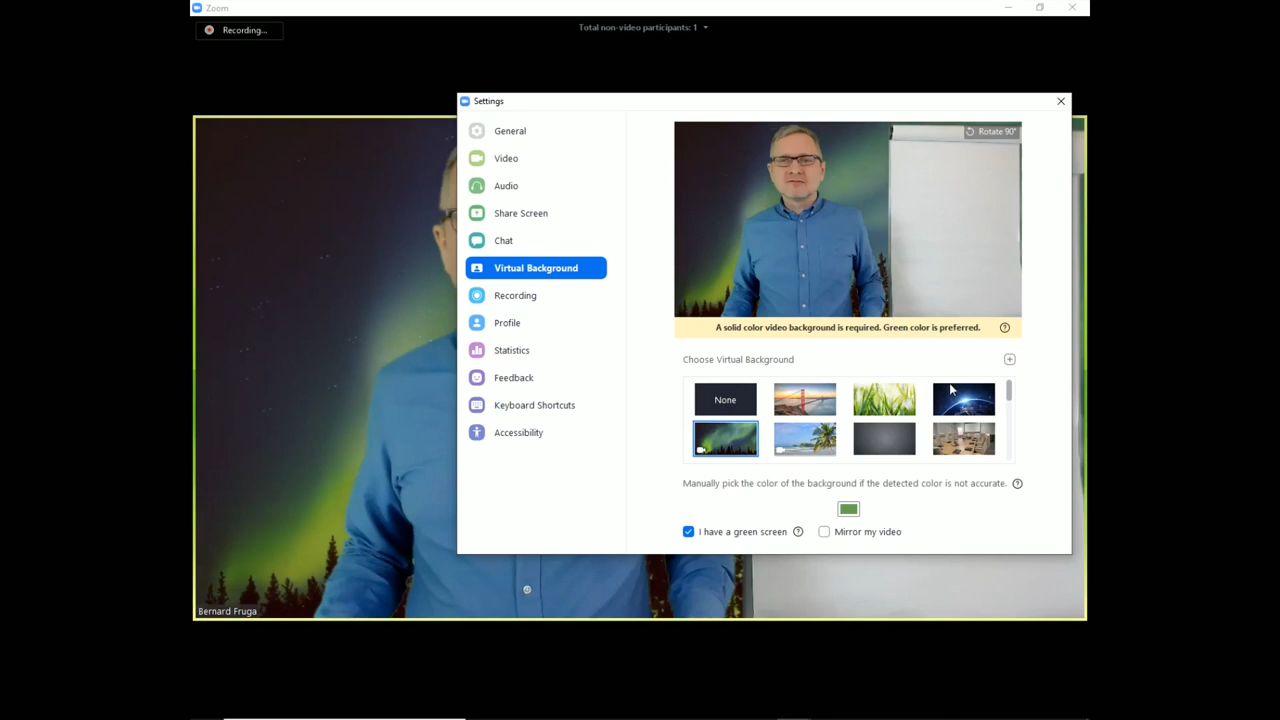 Zoom
Recording...
Total non-video participants: 1
Settings
General
Video
Audio
Share Screen
Chat
Virtual Background
Recording
Profile
Statistics
Feedback
Keyboard Shortcuts
Accessibility
Rotate 90°
A solid color video background is required. Green color is preferred.
Choose Virtual Background
None
Manually pick the color of the background if the detected color is not accurate.
I have a green screen
Mirror my video
Bernard Fruga